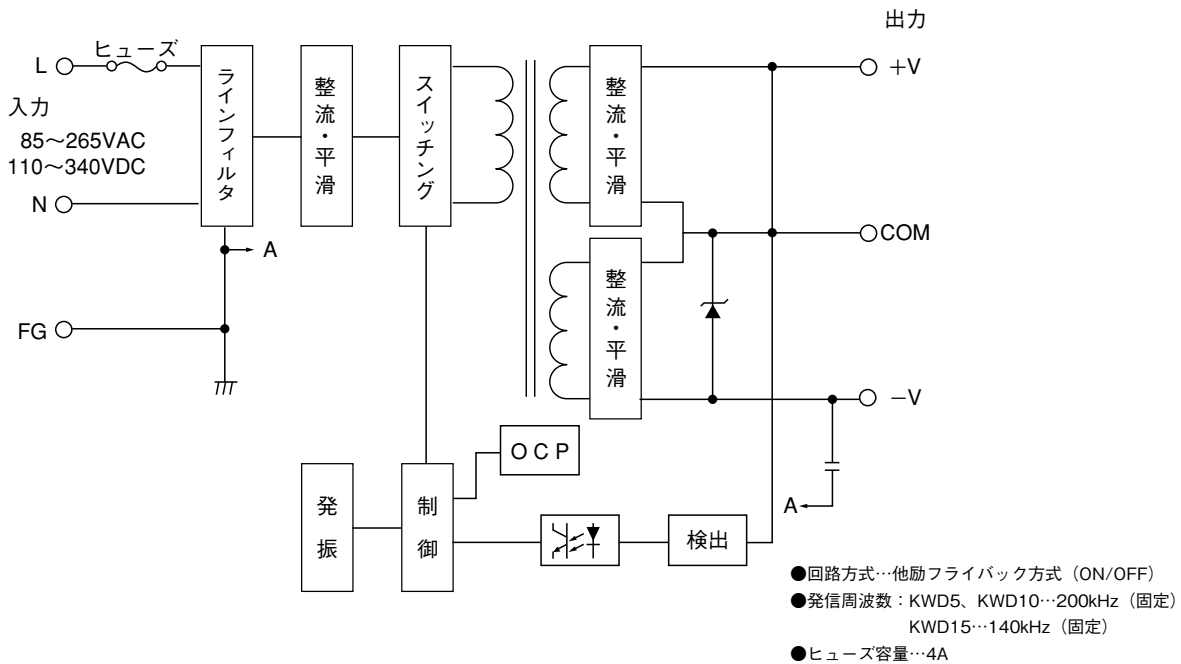 出力
L
ヒューズ
+V
入力
85〜265VAC
110〜340VDC
N
ラインフィルタ
整流・平滑
スイッチング
整流・平滑
A
COM
整流・平滑
FG
−V
OCP
A
発振
制御
検出
●回路方式…他励フライバック方式（ON/OFF）
●発信周波数：KWD5、KWD10…200kHz（固定）
KWD15…140kHz（固定）
●ヒューズ容量…4A